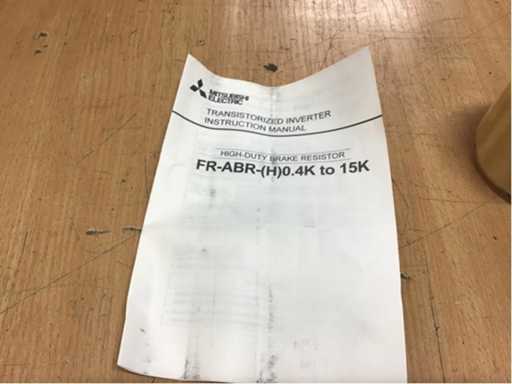 MITSUBISHI
ELECTRIC
TRANSISTORIZED INVERTER
INSTRUCTION MANUAL
HIGH-DUTY BRAKE RESISTOR
FR-ABR-(H)0.4K to 15K